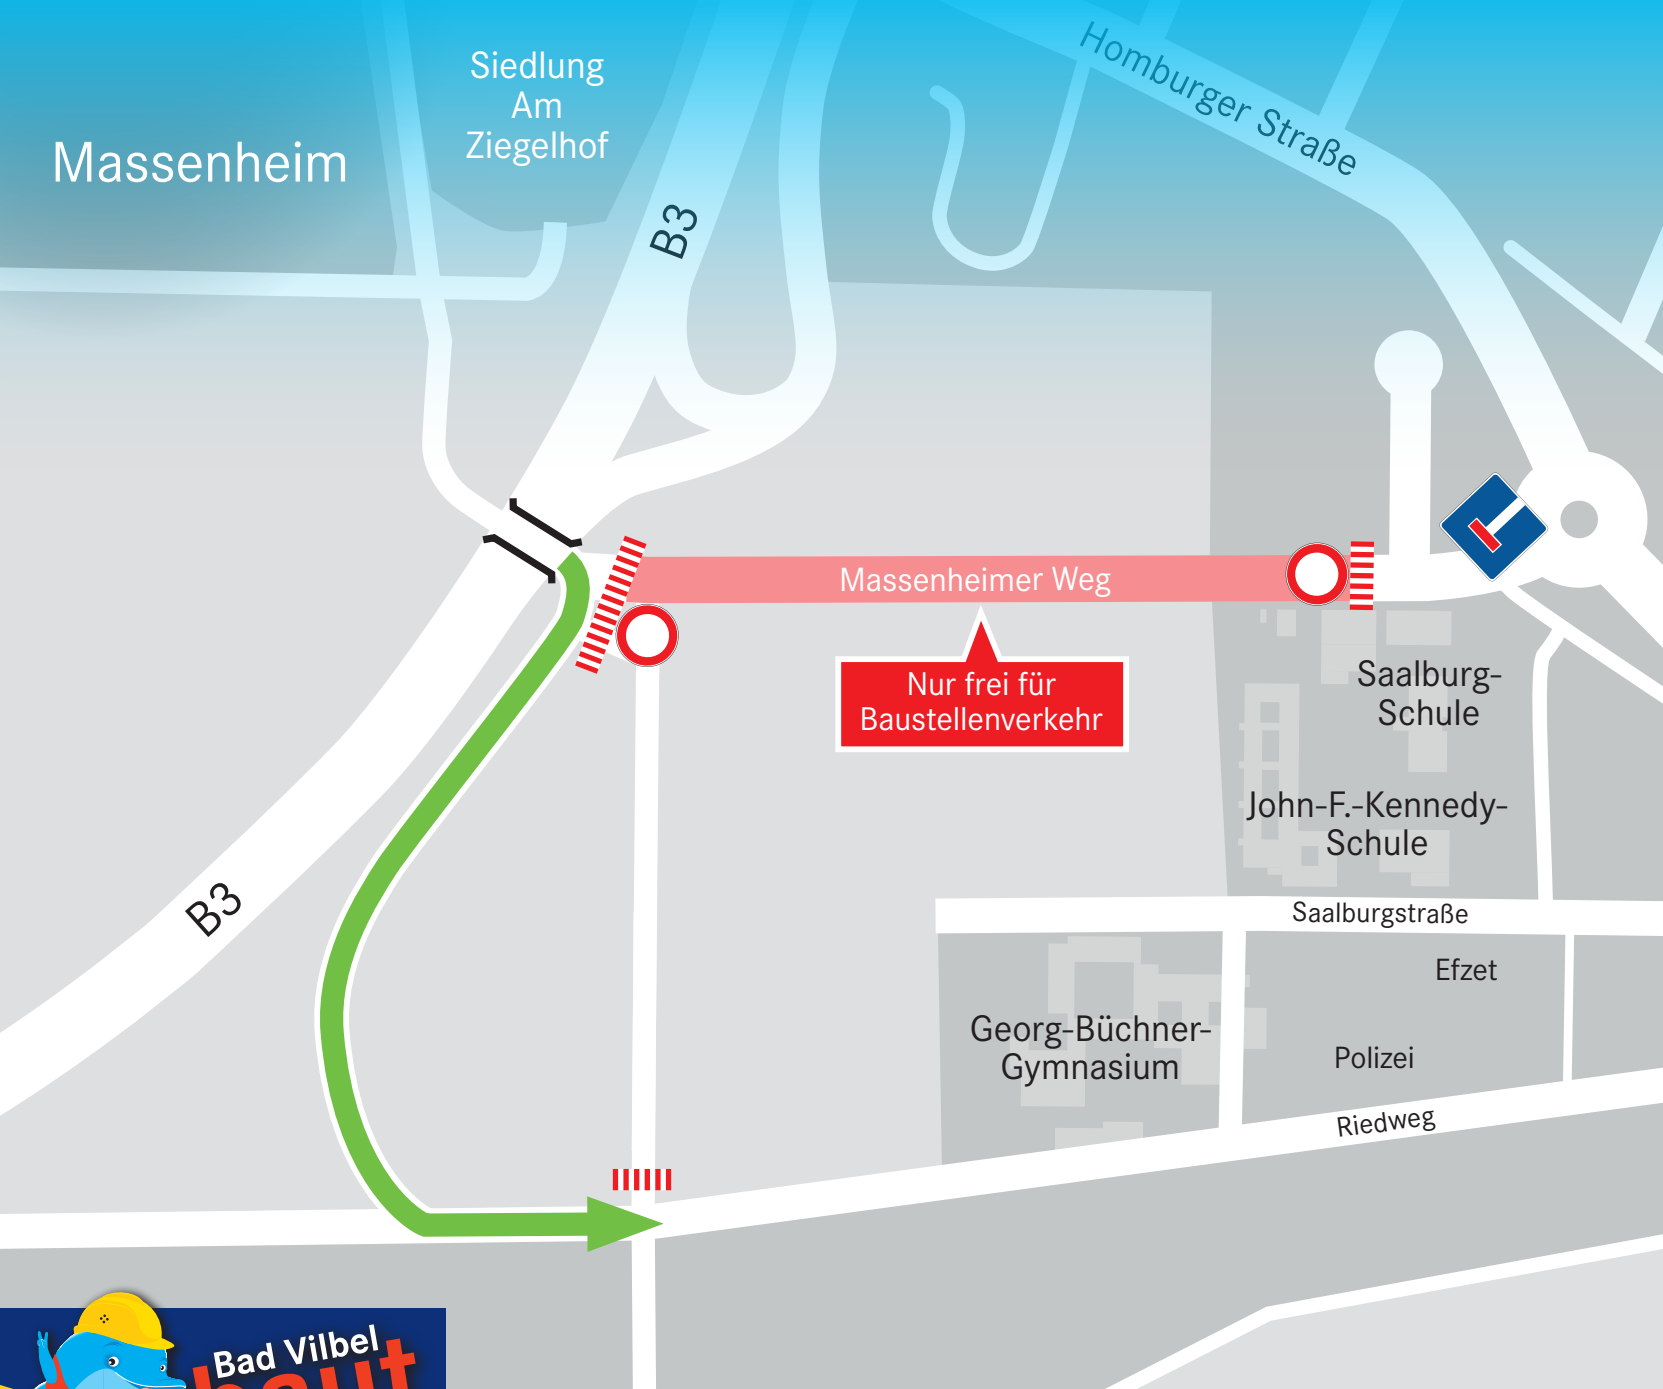 Homburger Straße
Siedlung
Am
Ziegelhof
Massenheim
B3
Massenheimer Weg
Nur frei für
Baustellenverkehr
Saalburg-
Schule
John-F.-Kennedy-
Schule
B3
Saalburgstraße
Efzet
Georg-Büchner-
Gymnasium
Polizei
Riedweg
Bad Vilbel
baut